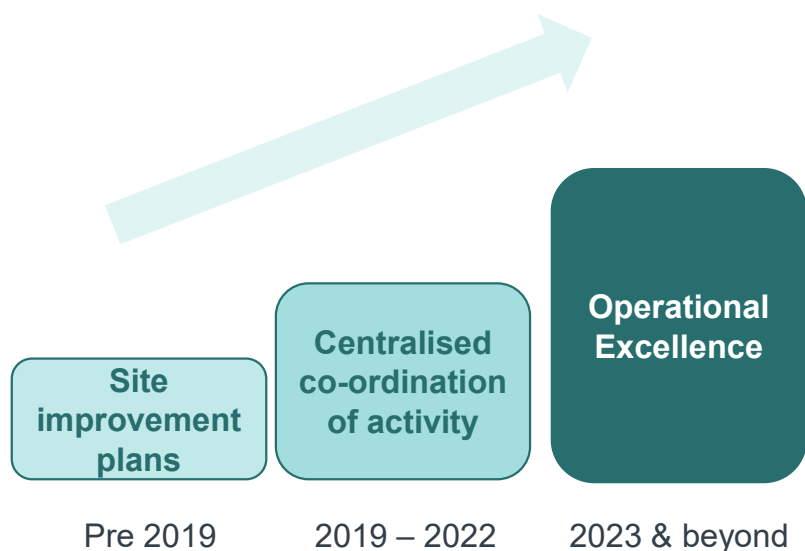 Site
improvement
plans
Centralised
co-ordination
of activity
Operational
Excellence
Pre 2019
2019 – 2022
2023 & beyond